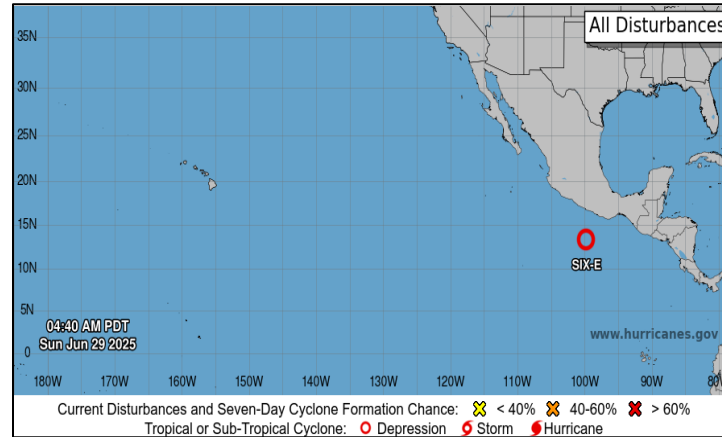 All Disturbances
35N
30N
25N
20N
15N
10N
5N
0
SIX-E
04:40 AM PDT
Sun Jun 29 2025
www.hurricanes.gov
180W 170W 160W 150W 140W 130W 120W 110W 100W 90W 80W
Current Disturbances and Seven-Day Cyclone Formation Chance: < 40% 40-60% > 60%
Tropical or Sub-Tropical Cyclone: Depression Storm Hurricane